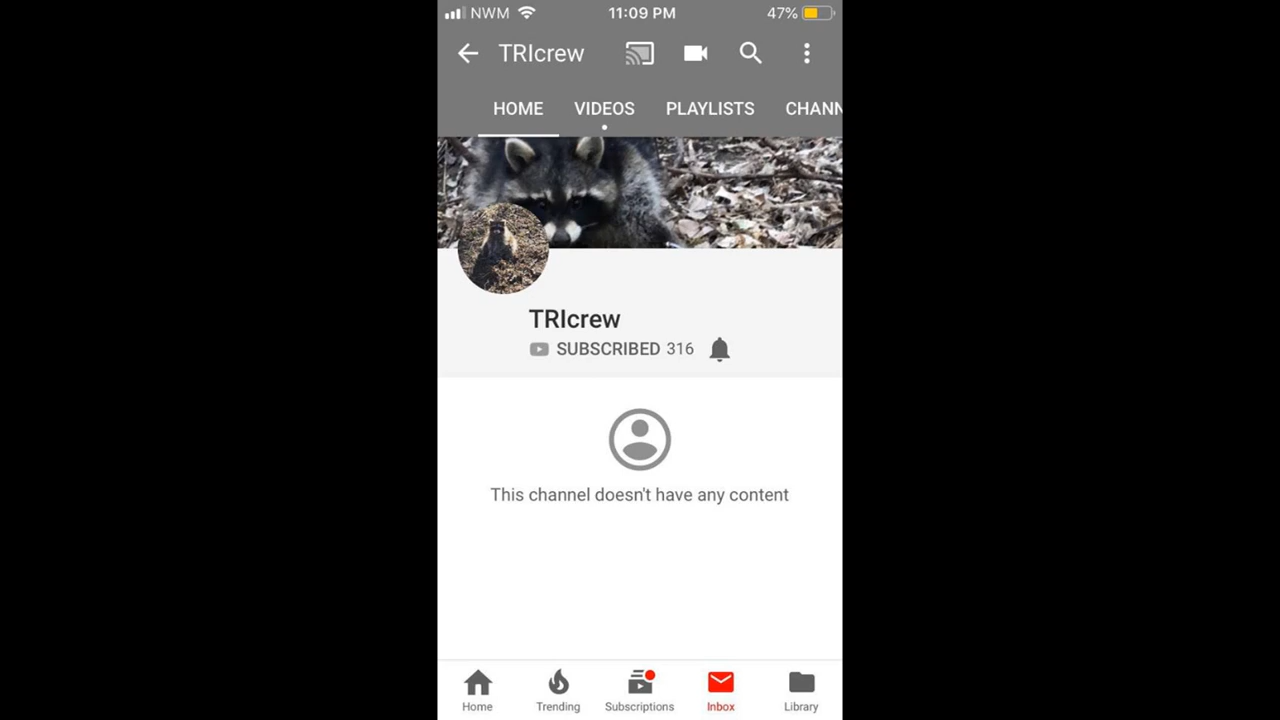 NWM 11:09 PM 47%
TRIcrew
HOME VIDEOS PLAYLISTS CHANN
TRIcrew
SUBSCRIBED 316
This channel doesn't have any content
Home Trending Subscriptions Inbox Library